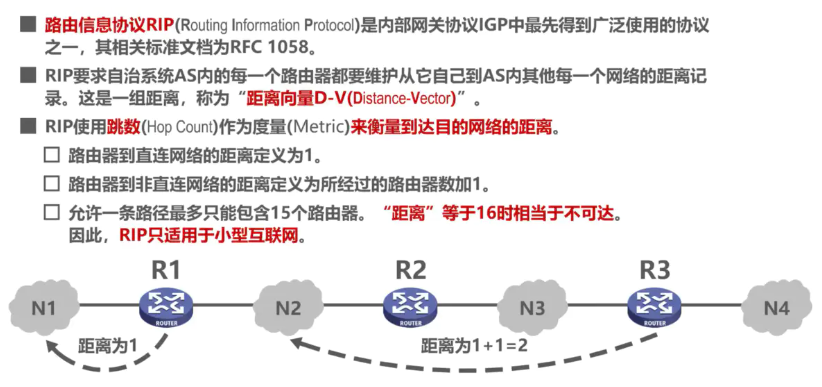 路由信息协议RIP(Routing Information Protocol)是内部网关协议IGP中最先得到广泛使用的协议
之一，其相关标准文档为RFC 1058。
RIP要求自治系统AS内的每一个路由器都要维护从它自己到AS内其他每一个网络的距离记
录。这是一组距离，称为“距离向量D-V(Distance-Vector)”。
RIP使用跳数(Hop Count)作为度量(Metric)来衡量到达目的网络的距离。
路由器到直连网络的距离定义为1。
路由器到非直连网络的距离定义为所经过的路由器数加1。
允许一条路径最多只能包含15个路由器。“距离”等于16时相当于不可达。
因此，RIP只适用于小型互联网。
R1 R2 R3
N1 N2 N3 N4
ROUTER ROUTER ROUTER
距离为1 距离为1+1=2